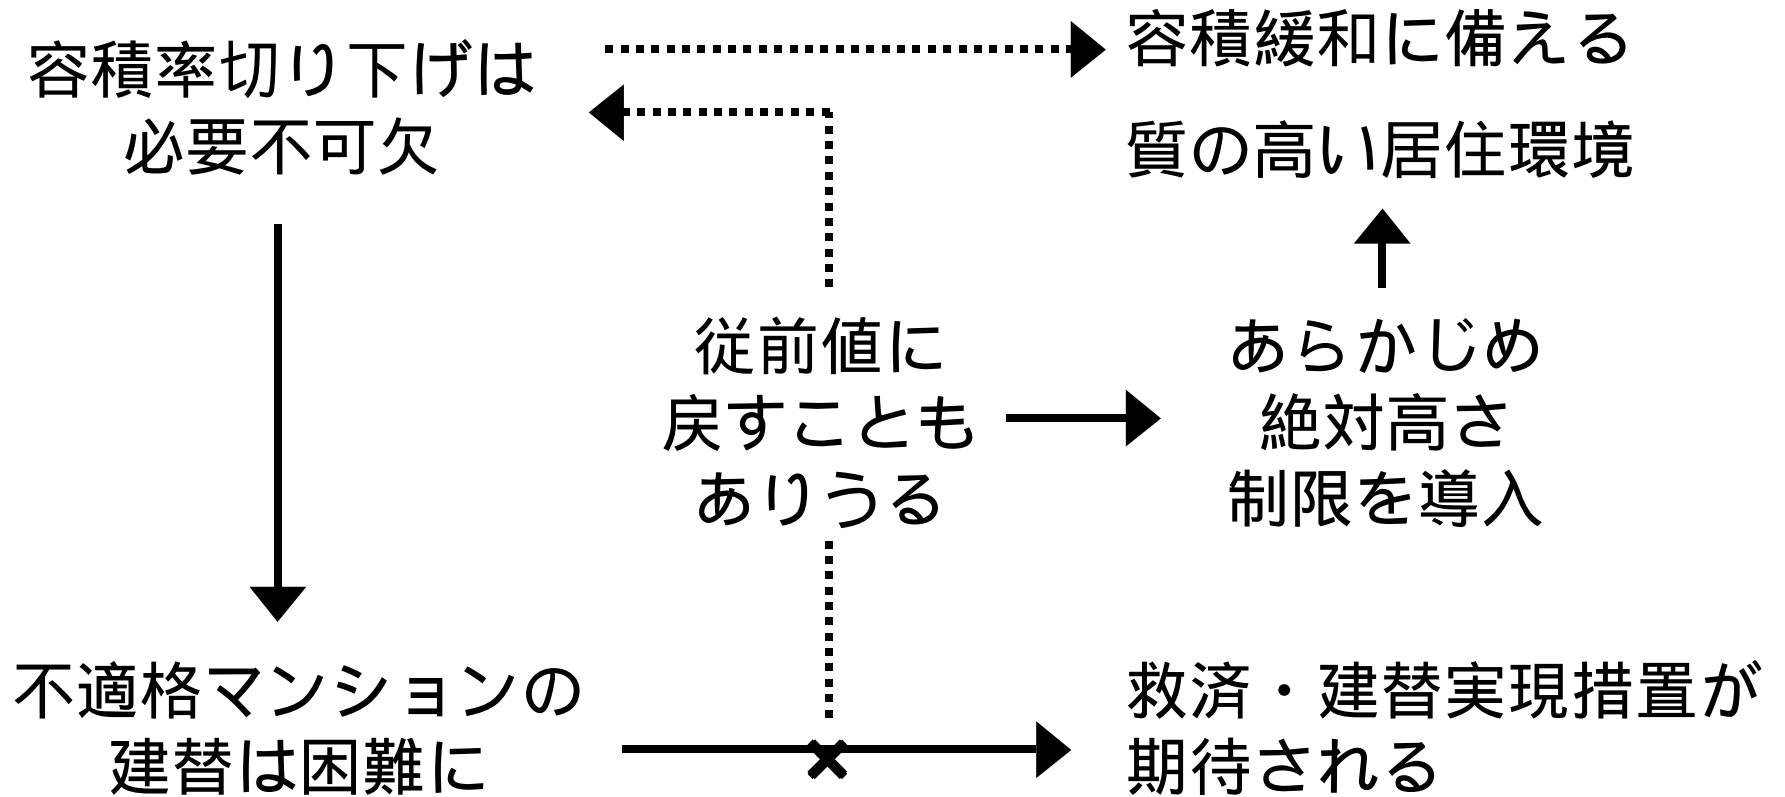 容積率切り下げは
必要不可欠
容積緩和に備える
質の高い居住環境
従前値に
戻すことも
ありうる
あらかじめ
絶対高さ
制限を導入
不適格マンションの
建替は困難に
救済・建替実現措置が
期待される